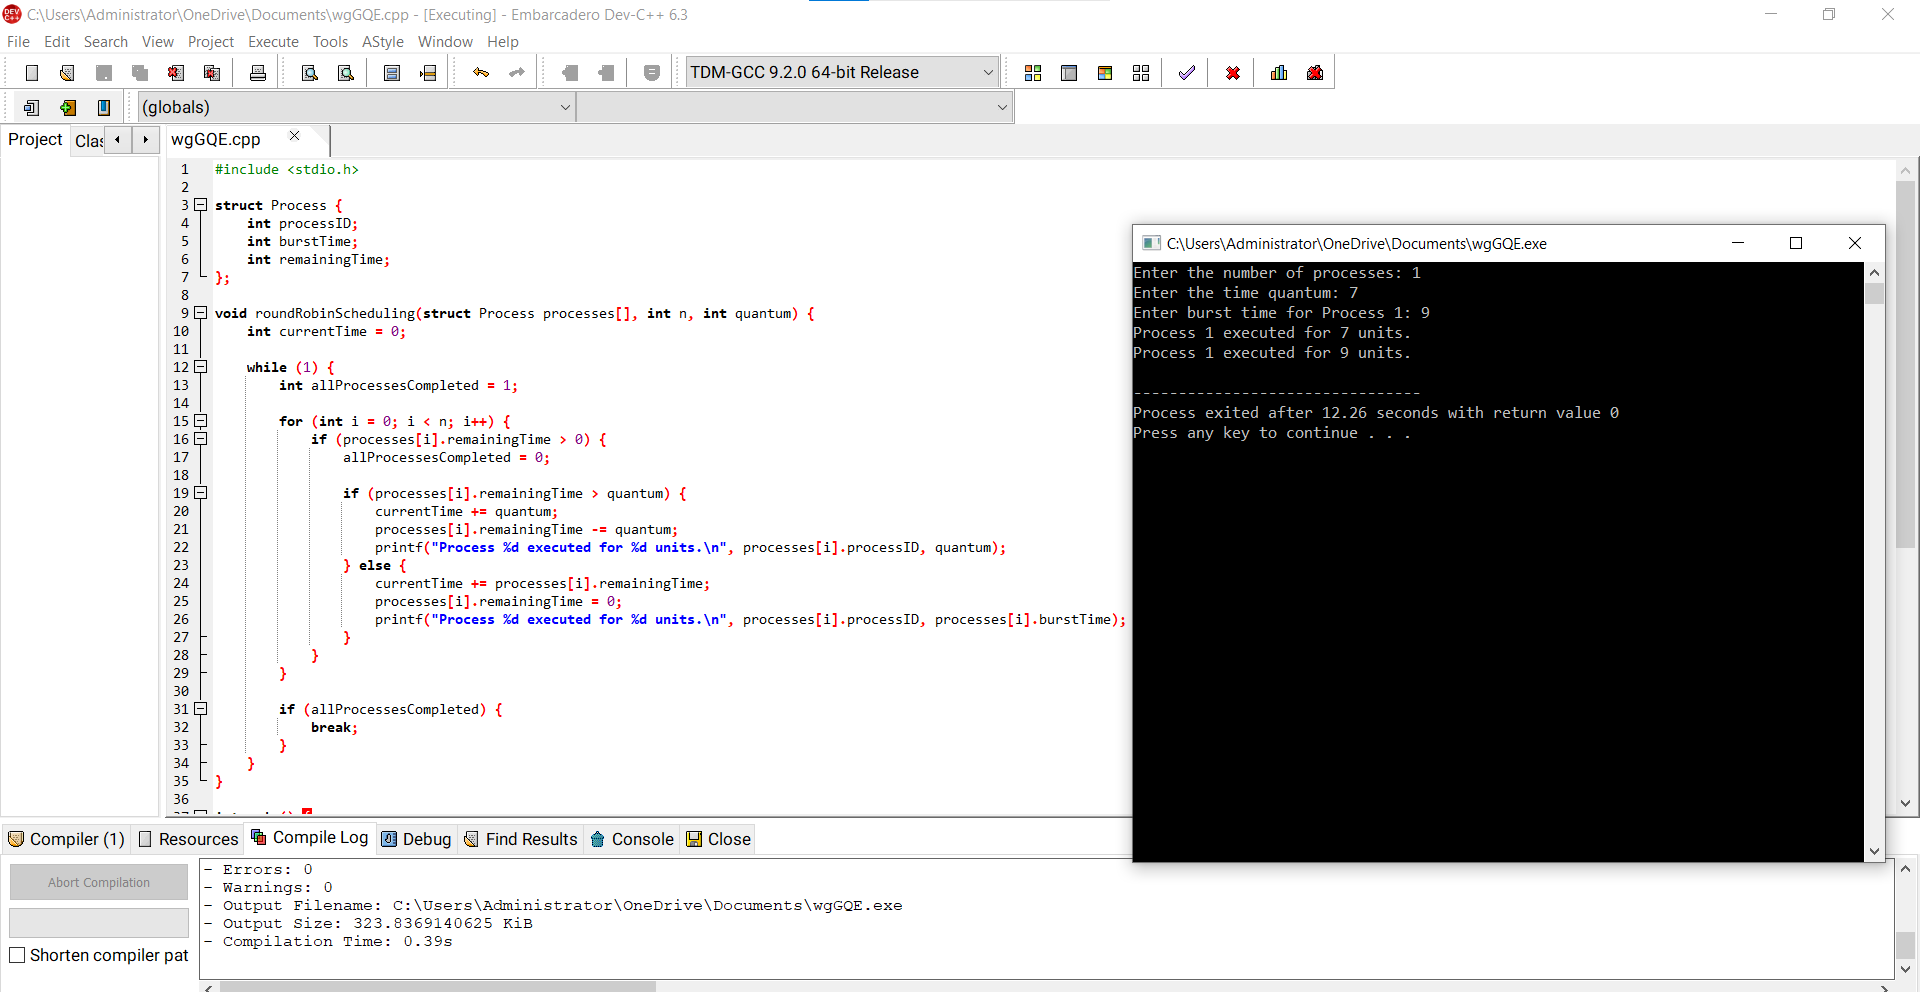 C:\Users\Administrator\OneDrive\Documents\wgGQE.cpp - [Executing] - Embarcadero Dev-C++ 6.3
File Edit Search View Project Execute Tools AStyle Window Help
TDM-GCC 9.2.0 64-bit Release
(globals)
Project Clas wgGQE.cpp
1 #include <stdio.h>
2
3 struct Process {
4 int processID;
5 int burstTime;
6 int remainingTime;
7 };
8
9 void roundRobinScheduling(struct Process processes[], int n, int quantum) {
10 int currentTime = 0;
11
12 while (1) {
13 int allProcessesCompleted = 1;
14
15 for (int i = 0; i < n; i++) {
16 if (processes[i].remainingTime > 0) {
17 allProcessesCompleted = 0;
18
19 if (processes[i].remainingTime > quantum) {
20 currentTime += quantum;
21 processes[i].remainingTime -= quantum;
22 printf("Process %d executed for %d units.\n", processes[i].processID, quantum);
23 } else {
24 currentTime += processes[i].remainingTime;
25 processes[i].remainingTime = 0;
26 printf("Process %d executed for %d units.\n", processes[i].processID, processes[i].burstTime);
27 }
28 }
29 }
30
31 if (allProcessesCompleted) {
32 break;
33 }
34 }
35 }
36
C:\Users\Administrator\OneDrive\Documents\wgGQE.exe
Enter the number of processes: 1
Enter the time quantum: 7
Enter burst time for Process 1: 9
Process 1 executed for 7 units.
Process 1 executed for 9 units.
--------------------------------
Process exited after 12.26 seconds with return value 0
Press any key to continue . . .
Compiler (1) Resources Compile Log Debug Find Results Console Close
Abort Compilation
Shorten compiler pat
- Errors: 0
- Warnings: 0
- Output Filename: C:\Users\Administrator\OneDrive\Documents\wgGQE.exe
- Output Size: 323.8369140625 KiB
- Compilation Time: 0.39s